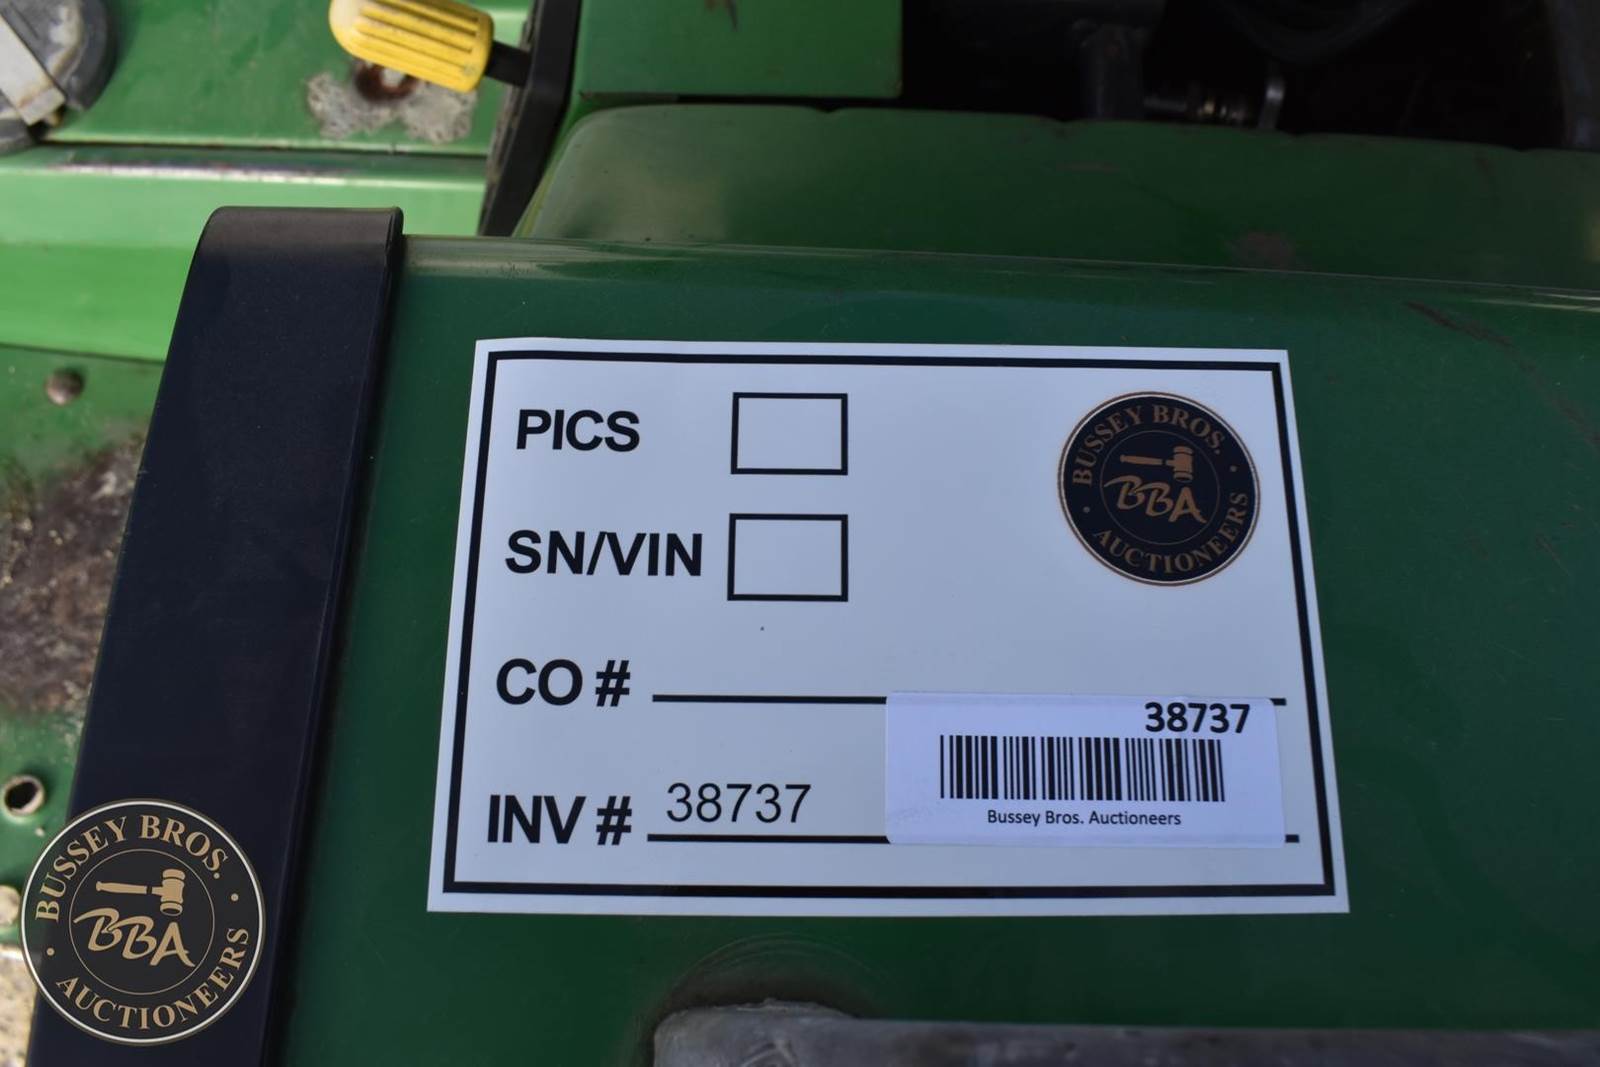 PICS
BUSSEY BROS.
BBA
AUCTIONEERS
SN/VIN
CO #
38737
INV # 38737
Bussey Bros. Auctioneers
BUSSEY BROS.
BBA
AUCTIONEERS